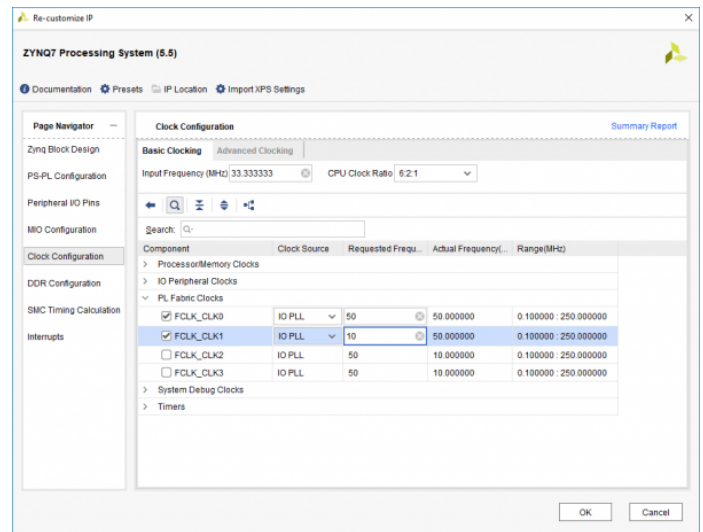 Re-customize IP
ZYNQ7 Processing System (5.5)
Documentation Presets IP Location Import XPS Settings
Page Navigator
Zynq Block Design
PS-PL Configuration
Peripheral I/O Pins
MIO Configuration
Clock Configuration
DDR Configuration
SMC Timing Calculation
Interrupts
Clock Configuration Summary Report
Basic Clocking Advanced Clocking
Input Frequency (MHz) 33.333333 CPU Clock Ratio 6:2:1
Search:
Component Clock Source Requested Frequ... Actual Frequency(... Range(MHz)
Processor/Memory Clocks
IO Peripheral Clocks
PL Fabric Clocks
FCLK_CLK0 IO PLL 50 50.000000 0.100000 : 250.000000
FCLK_CLK1 IO PLL 10 50.000000 0.100000 : 250.000000
FCLK_CLK2 IO PLL 50 10.000000 0.100000 : 250.000000
FCLK_CLK3 IO PLL 50 10.000000 0.100000 : 250.000000
System Debug Clocks
Timers
OK Cancel